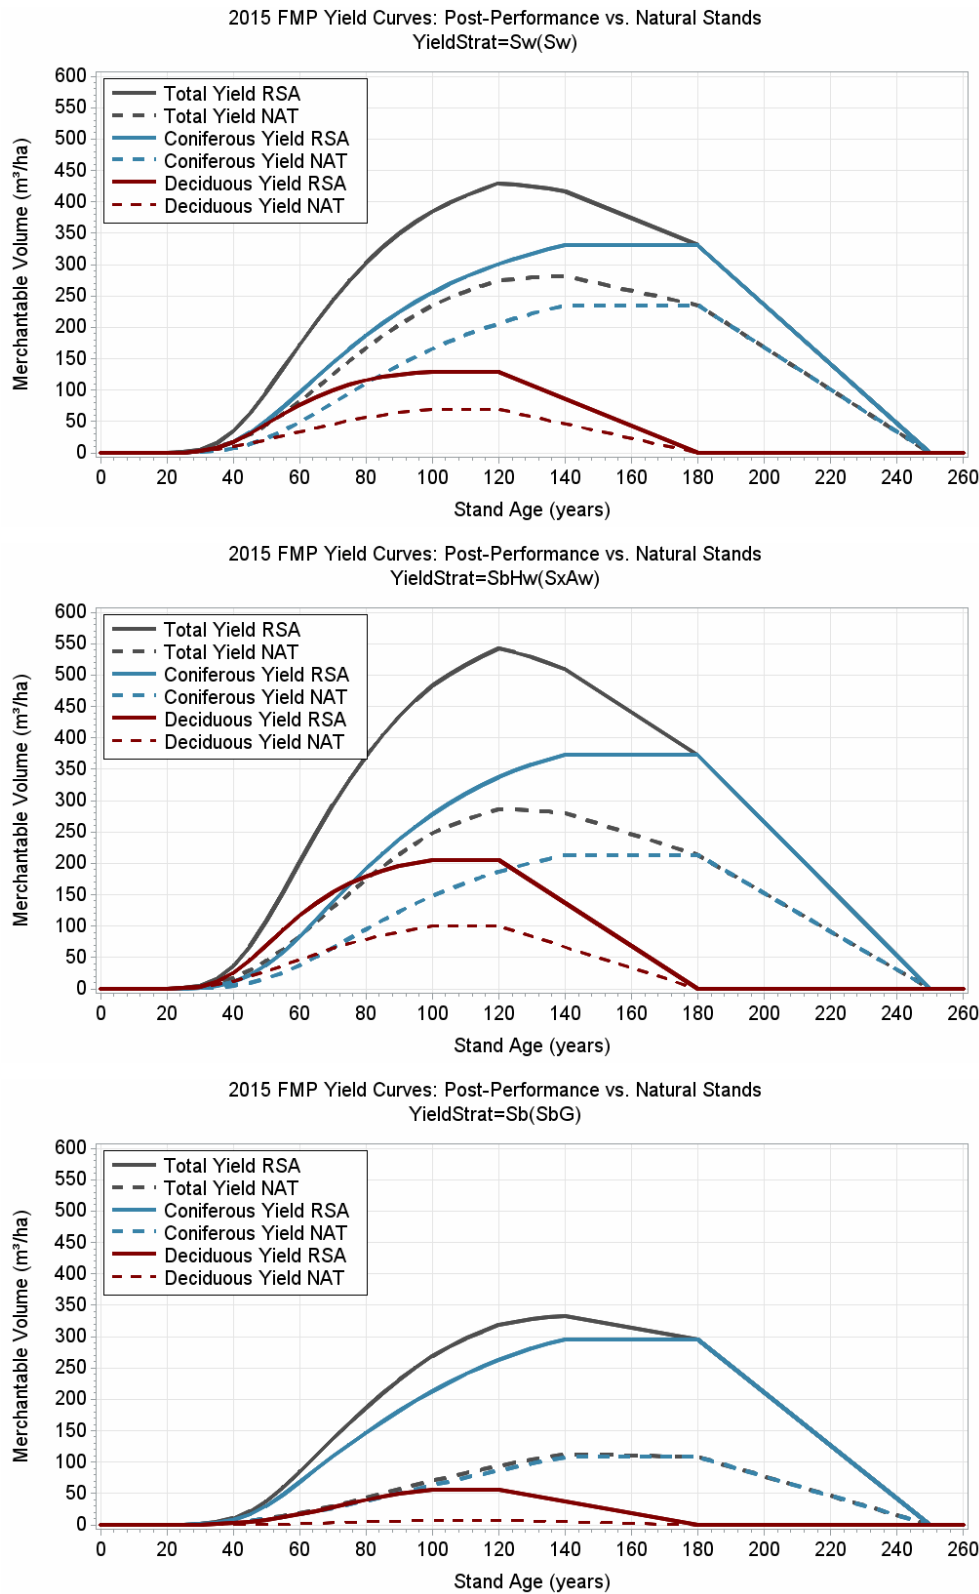 2015 FMP Yield Curves: Post-Performance vs. Natural Stands
YieldStrat=Sw(Sw)
Merchantable Volume (m³/ha)
600
550
500
450
400
350
300
250
200
150
100
50
0
Total Yield RSA
Total Yield NAT
Coniferous Yield RSA
Coniferous Yield NAT
Deciduous Yield RSA
Deciduous Yield NAT
0 20 40 60 80 100 120 140 160 180 200 220 240 260
Stand Age (years)
2015 FMP Yield Curves: Post-Performance vs. Natural Stands
YieldStrat=SbHw(SxAw)
Merchantable Volume (m³/ha)
600
550
500
450
400
350
300
250
200
150
100
50
0
Total Yield RSA
Total Yield NAT
Coniferous Yield RSA
Coniferous Yield NAT
Deciduous Yield RSA
Deciduous Yield NAT
0 20 40 60 80 100 120 140 160 180 200 220 240 260
Stand Age (years)
2015 FMP Yield Curves: Post-Performance vs. Natural Stands
YieldStrat=Sb(SbG)
Merchantable Volume (m³/ha)
600
550
500
450
400
350
300
250
200
150
100
50
0
Total Yield RSA
Total Yield NAT
Coniferous Yield RSA
Coniferous Yield NAT
Deciduous Yield RSA
Deciduous Yield NAT
0 20 40 60 80 100 120 140 160 180 200 220 240 260
Stand Age (years)